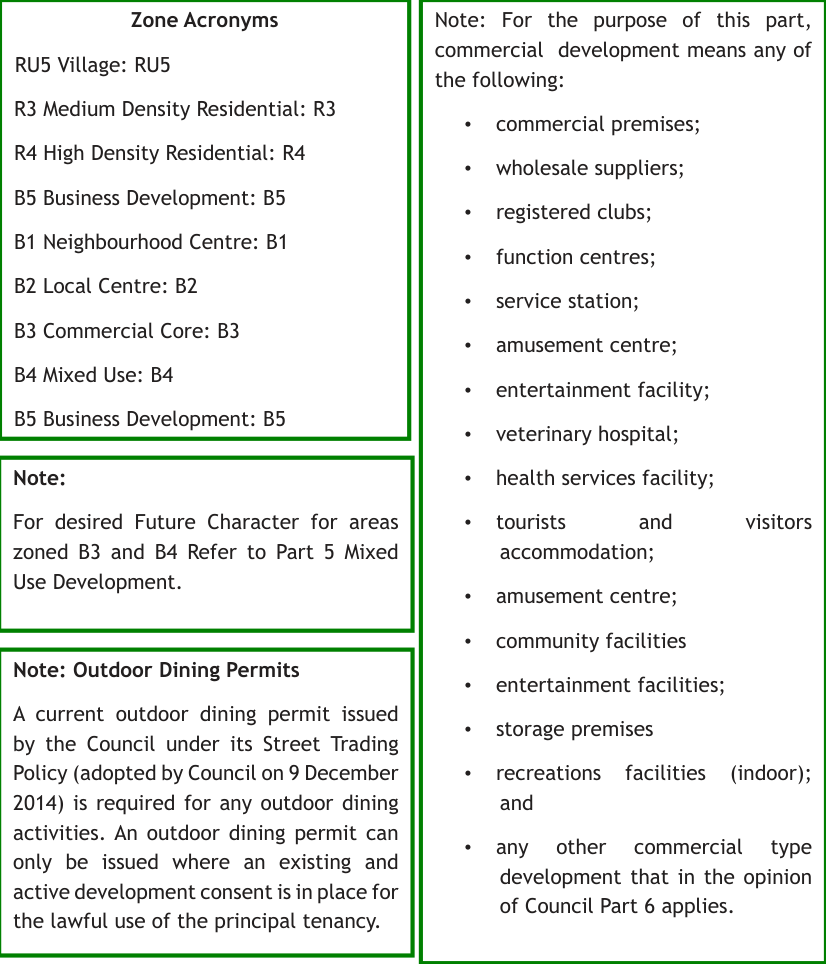 Zone Acronyms
RU5 Village: RU5
R3 Medium Density Residential: R3
R4 High Density Residential: R4
B5 Business Development: B5
B1 Neighbourhood Centre: B1
B2 Local Centre: B2
B3 Commercial Core: B3
B4 Mixed Use: B4
B5 Business Development: B5
Note:
For desired Future Character for areas
zoned B3 and B4 Refer to Part 5 Mixed
Use Development.
Note: Outdoor Dining Permits
A current outdoor dining permit issued
by the Council under its Street Trading
Policy (adopted by Council on 9 December
2014) is required for any outdoor dining
activities. An outdoor dining permit can
only be issued where an existing and
active development consent is in place for
the lawful use of the principal tenancy.
Note: For the purpose of this part,
commercial development means any of
the following:
• commercial premises;
• wholesale suppliers;
• registered clubs;
• function centres;
• service station;
• amusement centre;
• entertainment facility;
• veterinary hospital;
• health services facility;
• tourists and visitors
accommodation;
• amusement centre;
• community facilities
• entertainment facilities;
• storage premises
• recreations facilities (indoor);
and
• any other commercial type
development that in the opinion
of Council Part 6 applies.